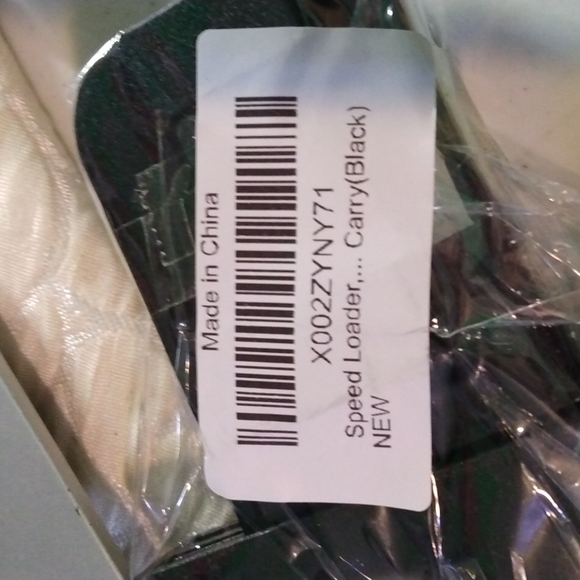 Made in China
X002ZYNY71
Speed Loader,... Carry(Black)
NEW